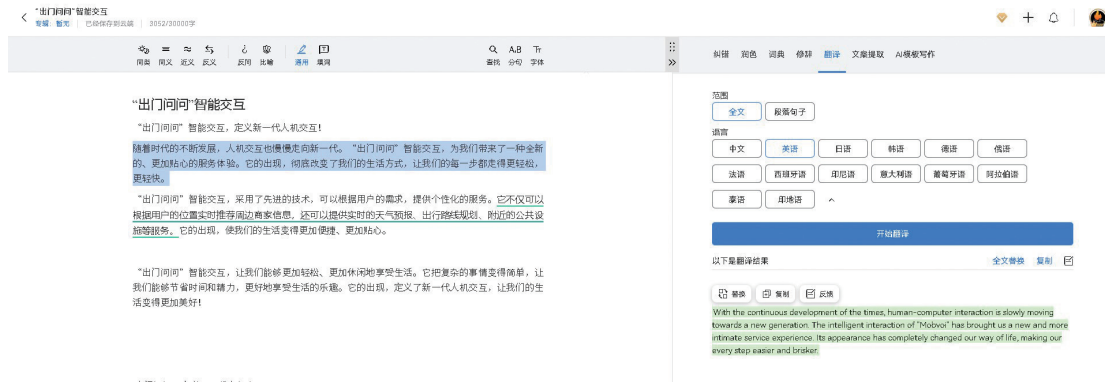 "出门问问"智能交互
专辑：暂无 已经保存到云端 3052/30000字
同类 同义 近义 反义 反问 比喻 通用 填词 查找 分句 字体
纠错 润色 词典 修辞 翻译 文章提取 AI模板写作
“出门问问”智能交互
“出门问问”智能交互，定义新一代人机交互！
随着时代的不断发展，人机交互也慢慢走向新一代。“出门问问”智能交互，为我们带来了一种全新
的、更加贴心的服务体验。它的出现，彻底改变了我们的生活方式，让我们的每一步都走得更轻松，
更轻快。
“出门问问”智能交互，采用了先进的技术，可以根据用户的需求，提供个性化的服务。它不仅可以
根据用户的位置实时推荐周边商家信息，还可以提供实时的天气预报、出行路线规划、附近的公共设
施等服务。它的出现，使我们的生活变得更加便捷、更加贴心。
“出门问问”智能交互，让我们能够更加轻松、更加休闲地享受生活。它把复杂的事情变得简单，让
我们能够节省时间和精力，更好地享受生活的乐趣。它的出现，定义了新一代人机交互，让我们的生
活变得更加美好！
范围
全文 段落句子
语言
中文 英语 日语 韩语 德语 俄语
法语 西班牙语 印尼语 意大利语 葡萄牙语 阿拉伯语
泰语 印地语
开始翻译
以下是翻译结果 全文替换 复制
替换 复制 反馈
With the continuous development of the times, human-computer interaction is slowly moving
towards a new generation. The intelligent interaction of "Mobvoi" has brought us a new and more
intimate service experience. Its appearance has completely changed our way of life, making our
every step easier and brisker.